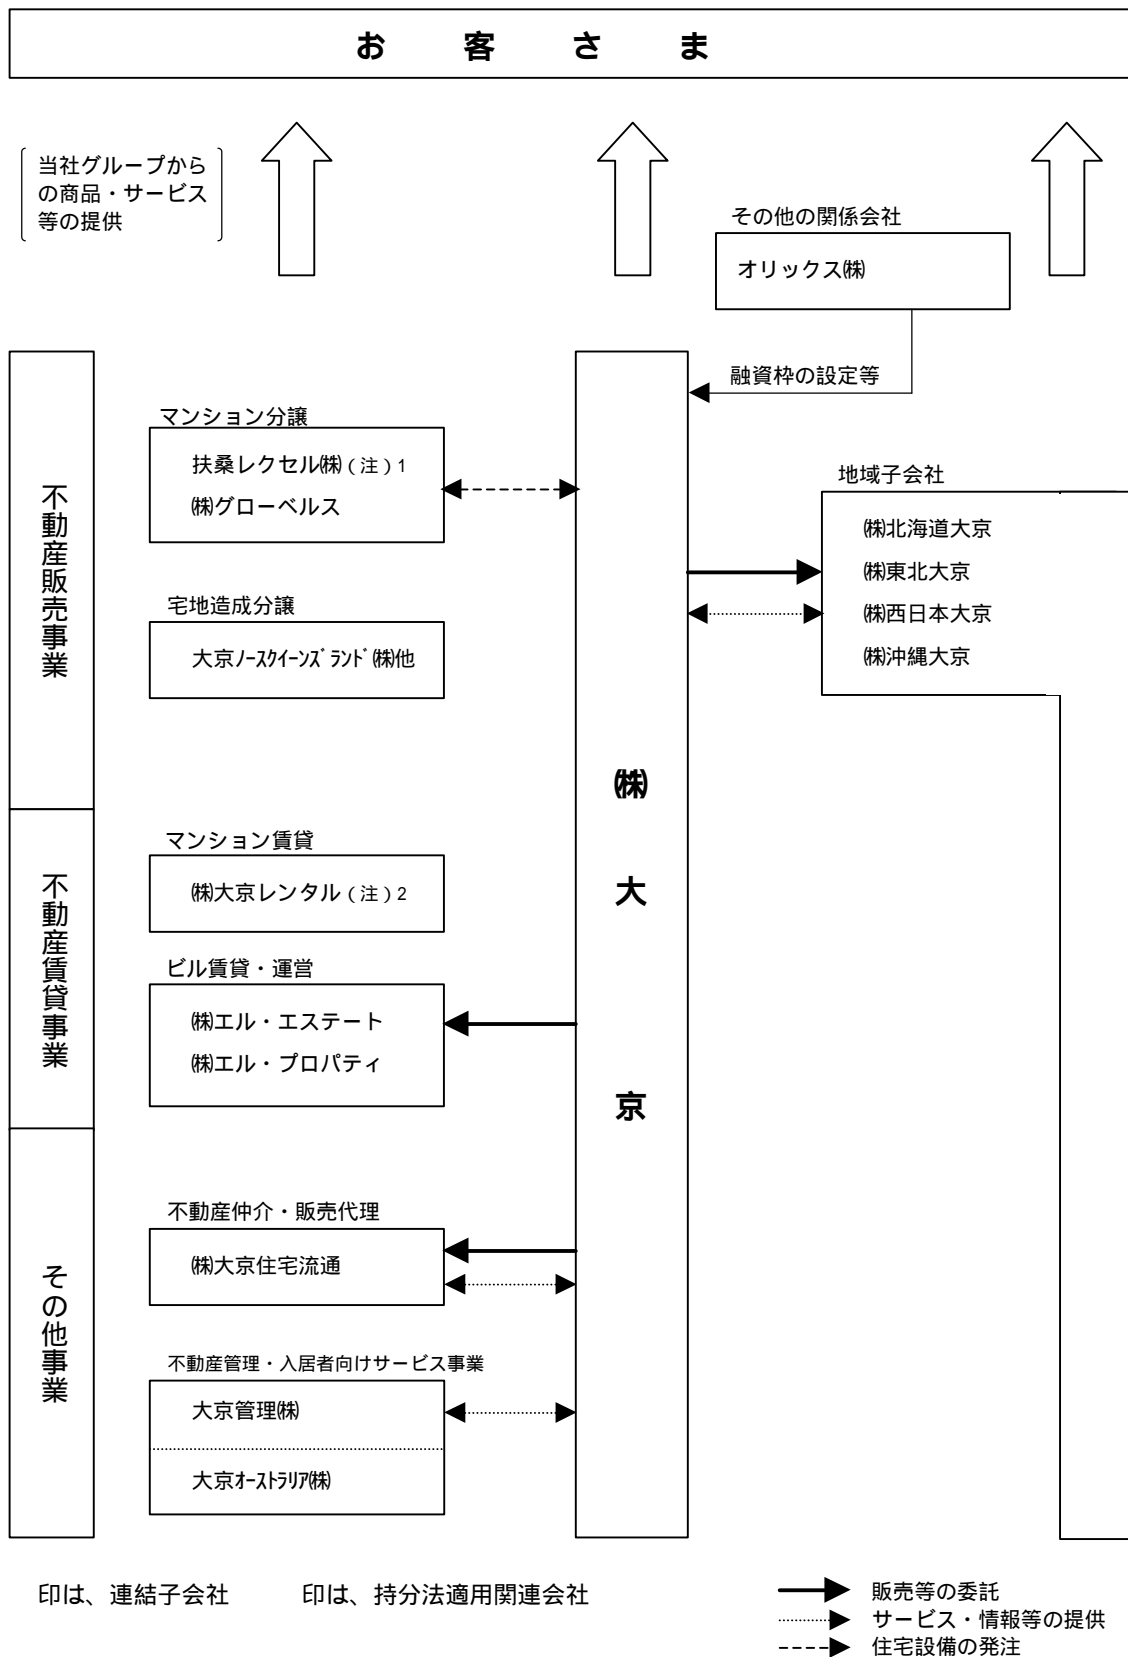 お客さま
当社グループから
の商品・サービス
等の提供
その他の関係会社
オリックス㈱
融資枠の設定等
不動産販売事業
マンション分譲
扶桑レクセル㈱(注)1
㈱グローベルス
宅地造成分譲
大京ノースクイーンズランド㈱他
地域子会社
㈱北海道大京
㈱東北大京
㈱西日本大京
㈱沖縄大京
㈱大京
不動産賃貸事業
マンション賃貸
㈱大京レンタル(注)2
ビル賃貸・運営
㈱エル・エステート
㈱エル・プロパティ
その他事業
不動産仲介・販売代理
㈱大京住宅流通
不動産管理・入居者向けサービス事業
大京管理㈱
大京オーストラリア㈱
印は、連結子会社 印は、持分法適用関連会社
販売等の委託
サービス・情報等の提供
住宅設備の発注